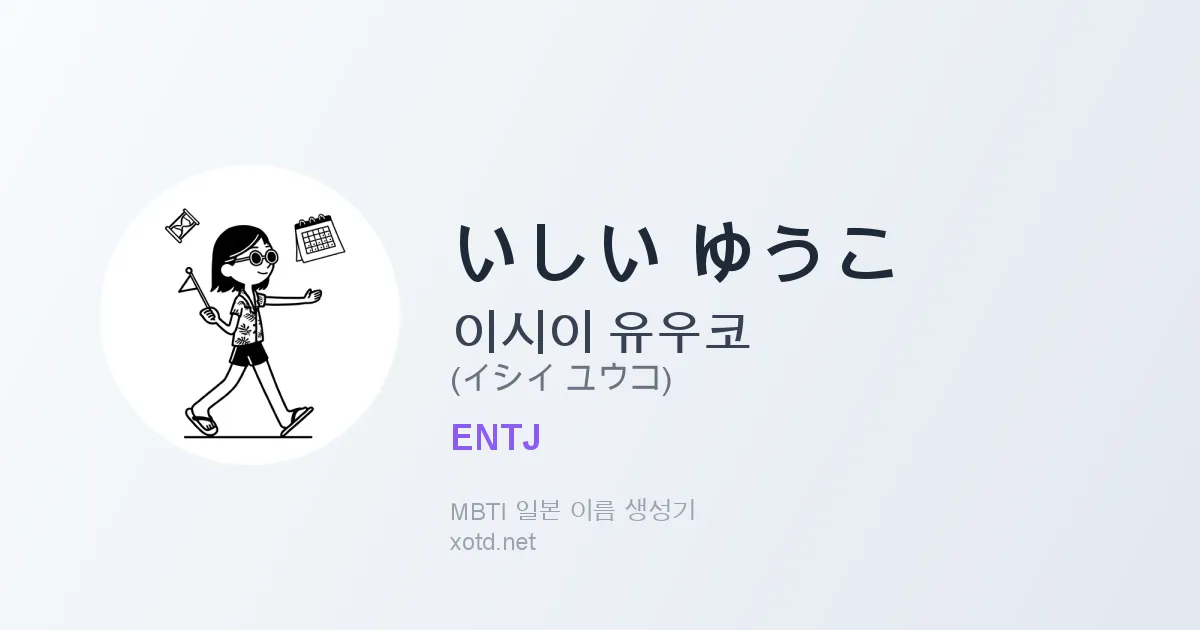 いしい ゆうこ
이시이 유우코
(イシイ ユウコ)
ENTJ
MBTI 일본 이름 생성기
xotd.net